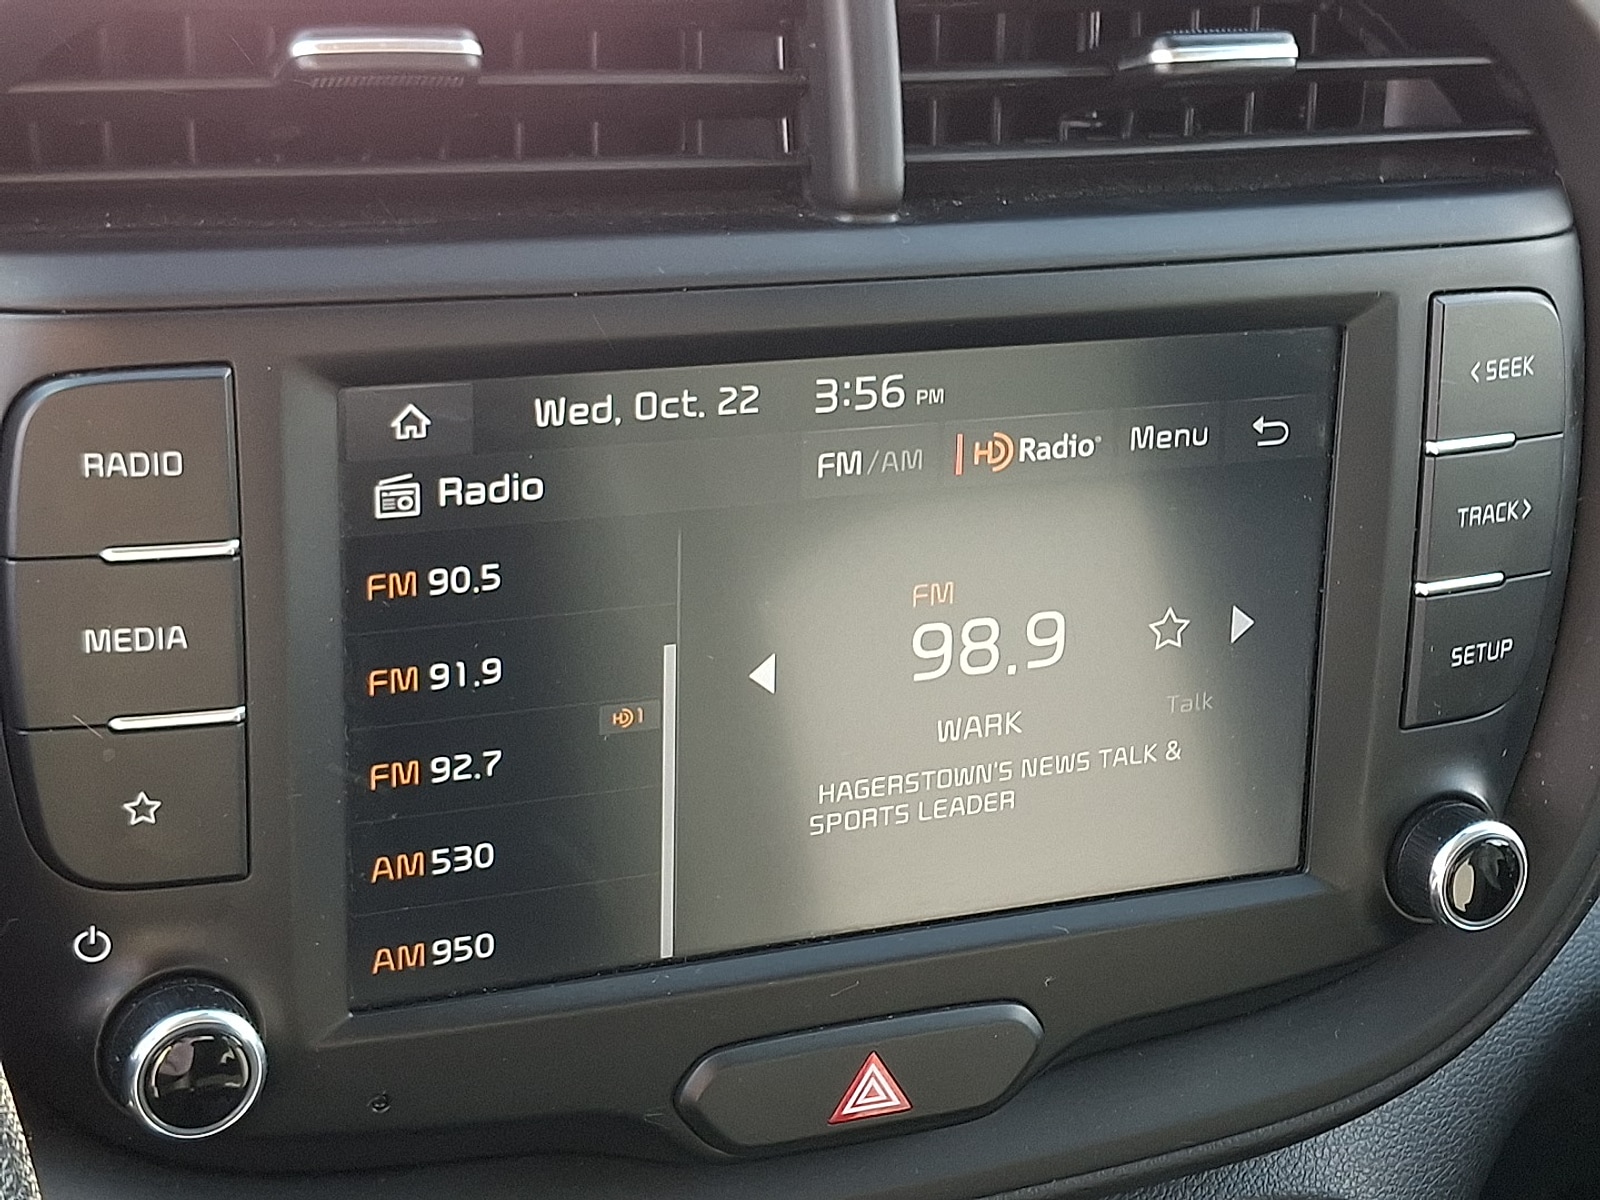 Wed, Oct. 22 3:56 PM
Radio
FM/AM
HD Radio®
Menu
FM 90.5
FM 91.9
HD 1
FM 92.7
AM 530
AM 950
FM
98.9
Talk
WARK
HAGERSTOWN'S NEWS TALK &
SPORTS LEADER
RADIO
MEDIA
< SEEK
TRACK >
SETUP